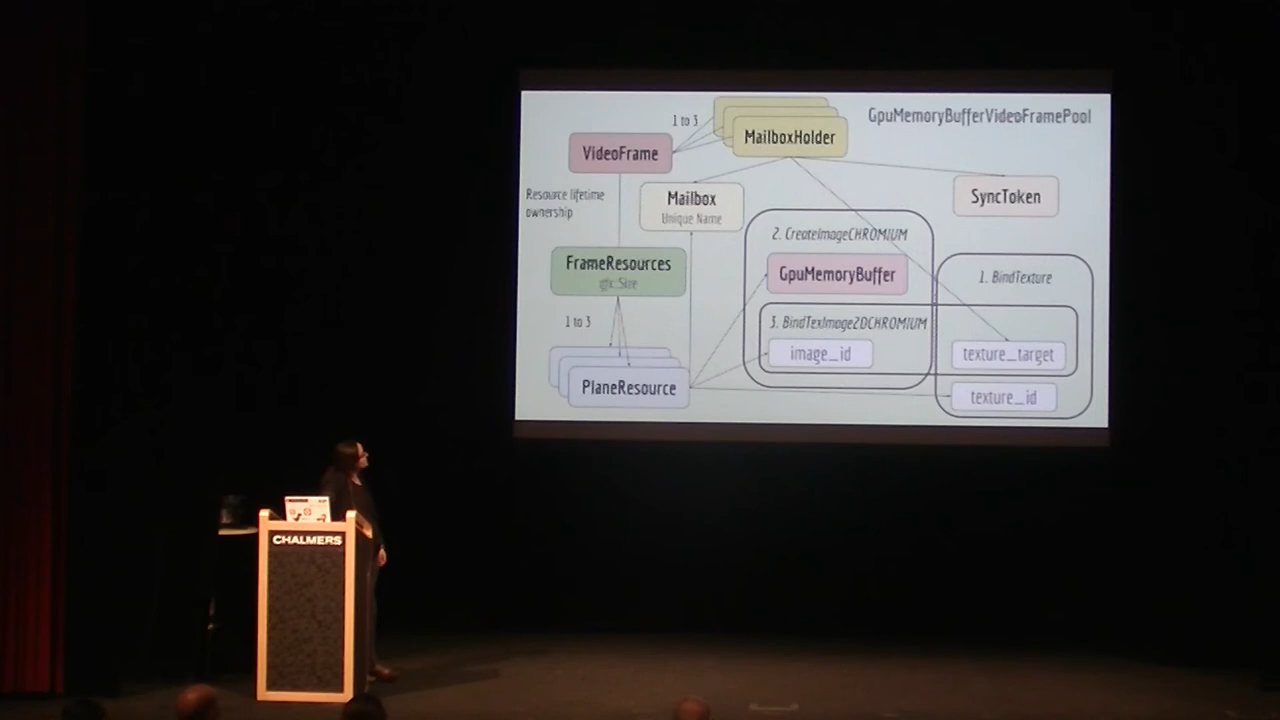 GpuMemoryBufferVideoFramePool
1 to 3
MailboxHolder
VideoFrame
Resource lifetime
ownership
Mailbox
Unique Name
SyncToken
2. CreateImageCHROMIUM
FrameResources
gfx::Size
GpuMemoryBuffer
1. BindTexture
1 to 3
3. BindTexImage2DCHROMIUM
image_id
texture_target
PlaneResource
texture_id
CHALMERS